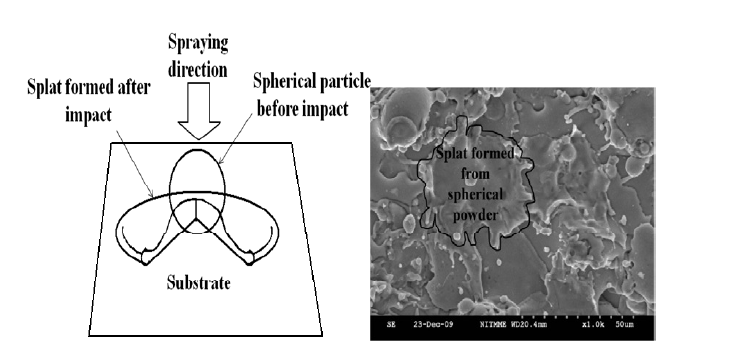 Spraying
direction
Splat formed after
impact
Spherical particle
before impact
Substrate
Splat formed
from
spherical
powder
SE 23-Dec-09 NITMME WD20.4mm x1.0k 50um